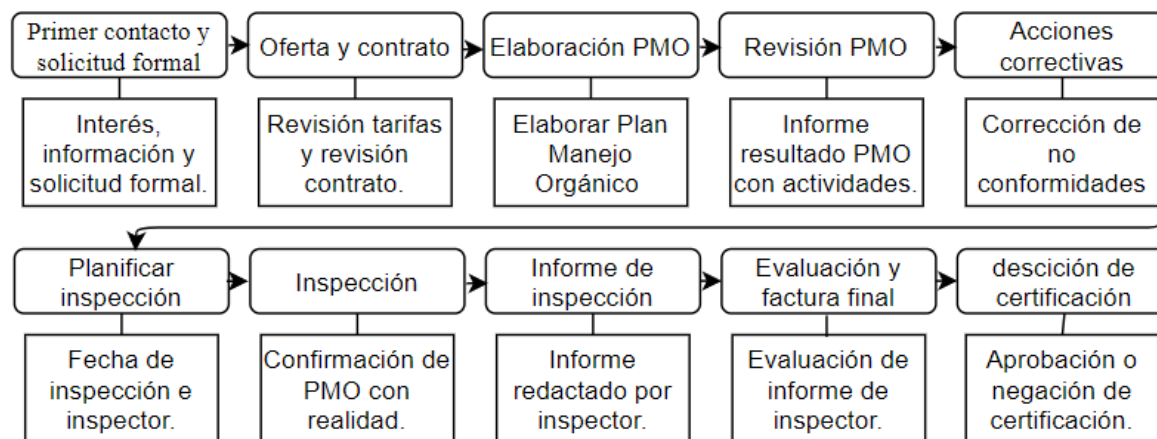 Primer contacto y
solicitud formal
Oferta y contrato
Elaboración PMO
Revisión PMO
Acciones
correctivas
Interés,
información y
solicitud formal.
Revisión tarifas
y revisión
contrato.
Elaborar Plan
Manejo
Orgánico
Informe
resultado PMO
con actividades.
Corrección de
no
conformidades
Planificar
inspección
Inspección
Informe de
inspección
Evaluación y
factura final
descición de
certificación
Fecha de
inspección e
inspector.
Confirmación de
PMO con
realidad.
Informe
redactado por
inspector.
Evaluación de
informe de
inspector.
Aprobación o
negación de
certificación.